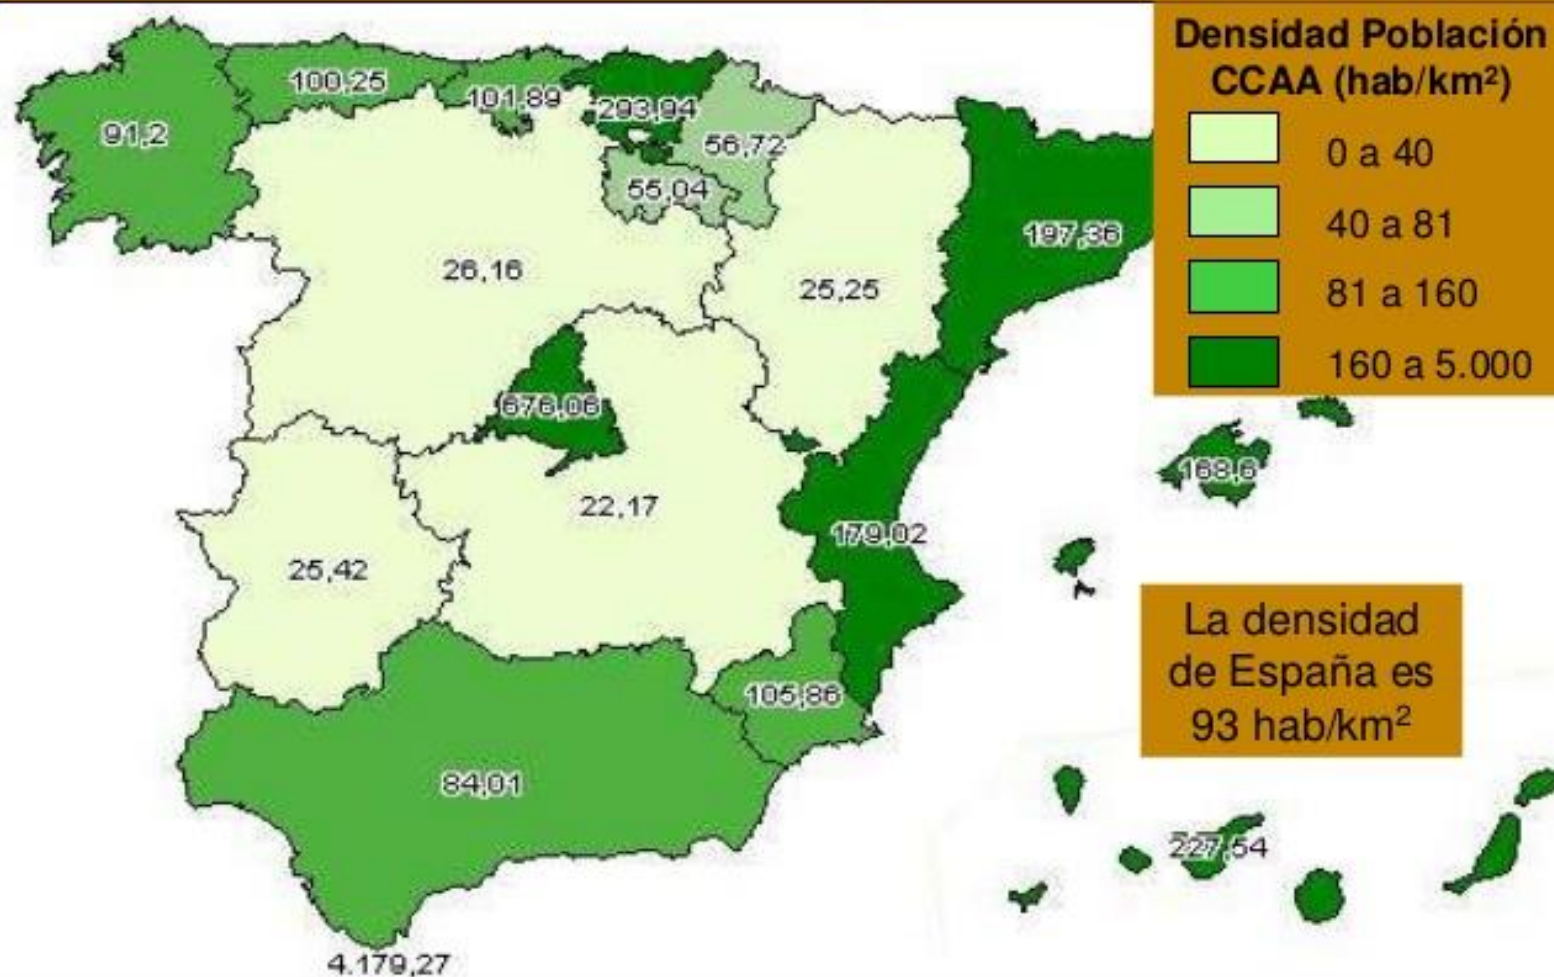 Densidad Población
CCAA (hab/km²)
0 a 40
40 a 81
81 a 160
160 a 5.000
100,25
101,89
293,94
91,2
56,72
55,04
197,36
26,16
25,25
676,06
168,6
22,17
179,02
25,42
La densidad
de España es
93 hab/km²
105,86
84,01
227,54
4.179,27